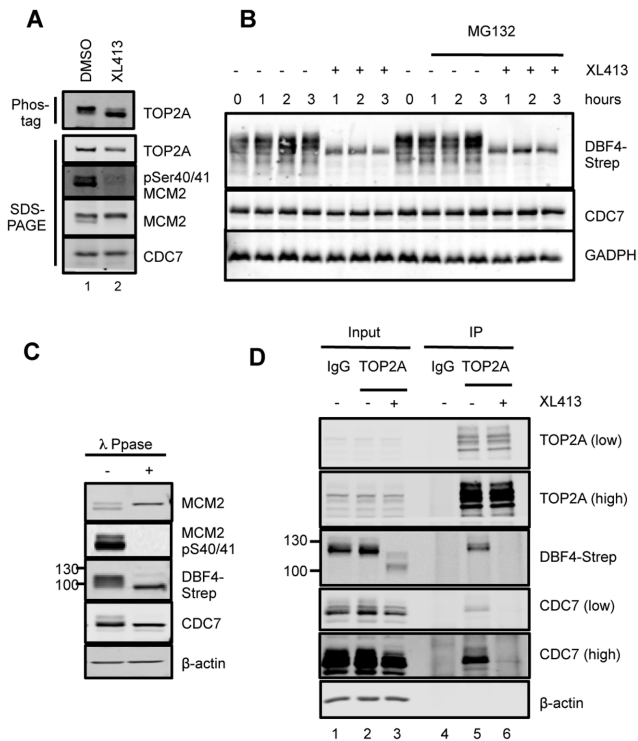 A
DMSO
XL413
Phos-
tag
TOP2A
TOP2A
pSer40/41
MCM2
SDS-
PAGE
MCM2
CDC7
1 2
B
MG132
- - - - + + + - - - - + + + XL413
0 1 2 3 1 2 3 0 1 2 3 1 2 3 hours
DBF4-
Strep
CDC7
GADPH
C
λ Ppase
- +
MCM2
MCM2
pS40/41
130
100
DBF4-
Strep
CDC7
β-actin
D
Input IP
IgG TOP2A IgG TOP2A
- - + - - + XL413
TOP2A (low)
TOP2A (high)
130
100
DBF4-Strep
CDC7 (low)
CDC7 (high)
β-actin
1 2 3 4 5 6